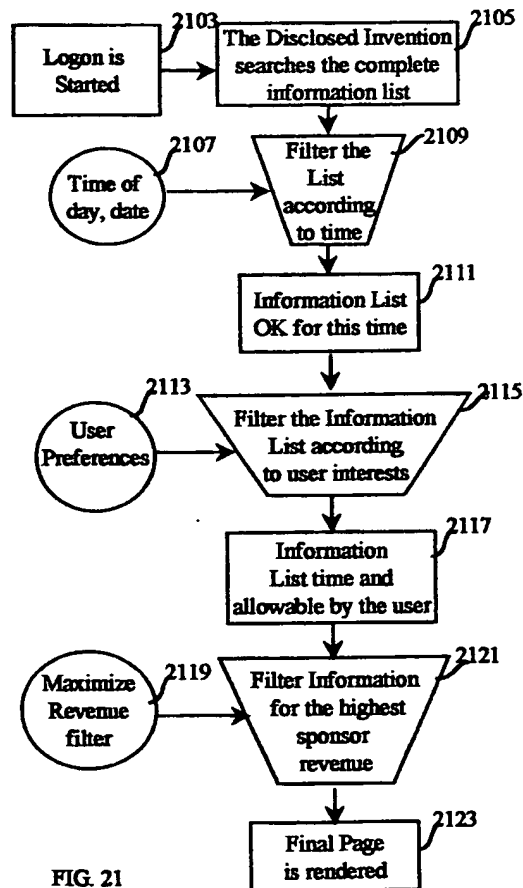 2103
Logon is
Started
2105
The Disclosed Invention
searches the complete
information list
2107
Time of
day, date
2109
Filter the
List
according
to time
2111
Information List
OK for this time
2113
User
Preferences
2115
Filter the Information
List according
to user interests
2117
Information
List time and
allowable by the user
2119
Maximize
Revenue
filter
2121
Filter Information
for the highest
sponsor
revenue
2123
Final Page
is rendered
FIG. 21